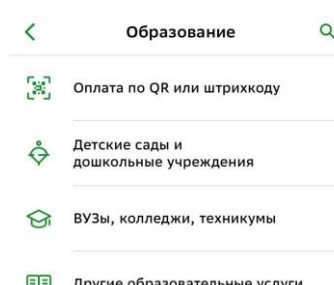 Образование
Оплата по QR или штрихкоду
Детские сады и
дошкольные учреждения
ВУЗы, колледжи, техникумы
Другие образовательные услуги